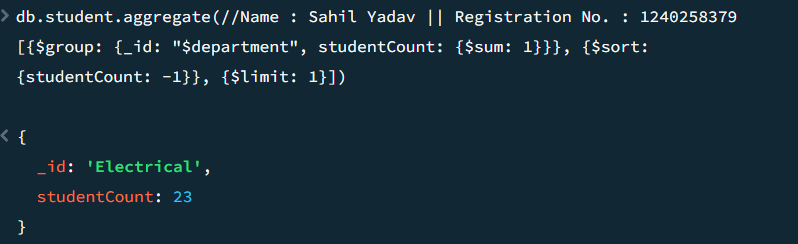 db.student.aggregate(//Name : Sahil Yadav || Registration No. : 1240258379
[{$group: {_id: "$department", studentCount: {$sum: 1}}}, {$sort:
{studentCount: -1}}, {$limit: 1}])
{
_id: 'Electrical',
studentCount: 23
}